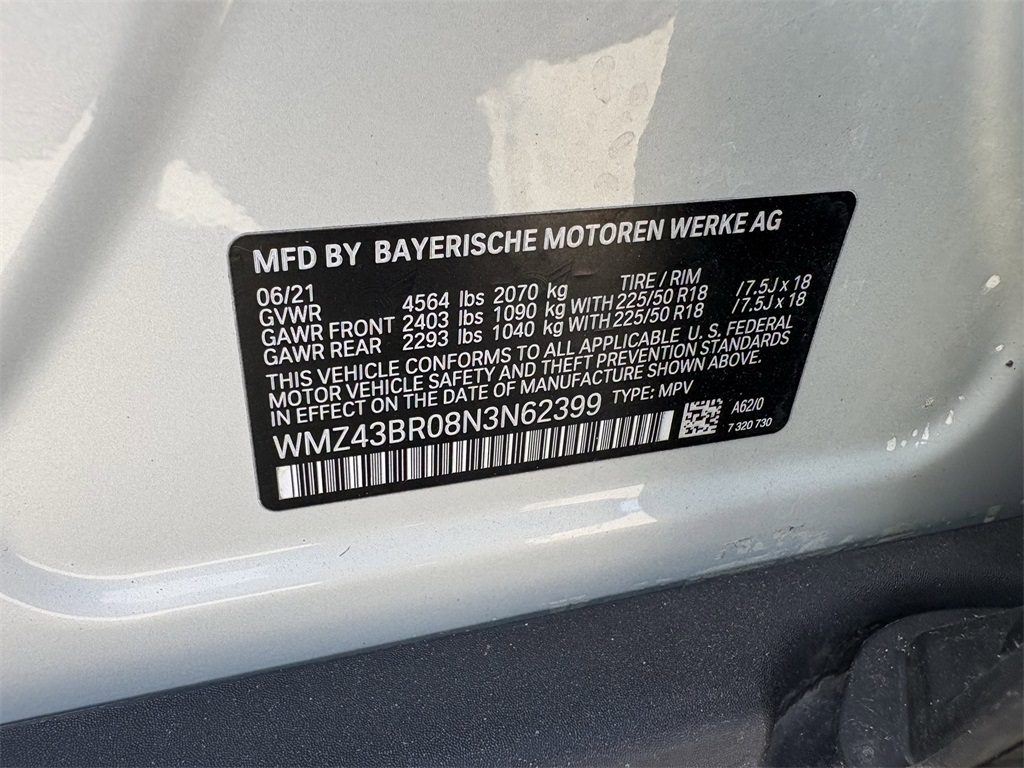 MFD BY BAYERISCHE MOTOREN WERKE AG
06/21 TIRE / RIM
GVWR 4564 lbs 2070 kg
GAWR FRONT 2403 lbs 1090 kg WITH 225/50 R18 /7.5J x 18
GAWR REAR 2293 lbs 1040 kg WITH 225/50 R18 /7.5J x 18
THIS VEHICLE CONFORMS TO ALL APPLICABLE U. S. FEDERAL
MOTOR VEHICLE SAFETY AND THEFT PREVENTION STANDARDS
IN EFFECT ON THE DATE OF MANUFACTURE SHOWN ABOVE.
WMZ43BR08N3N62399 TYPE: MPV
A62/0
7 320 730